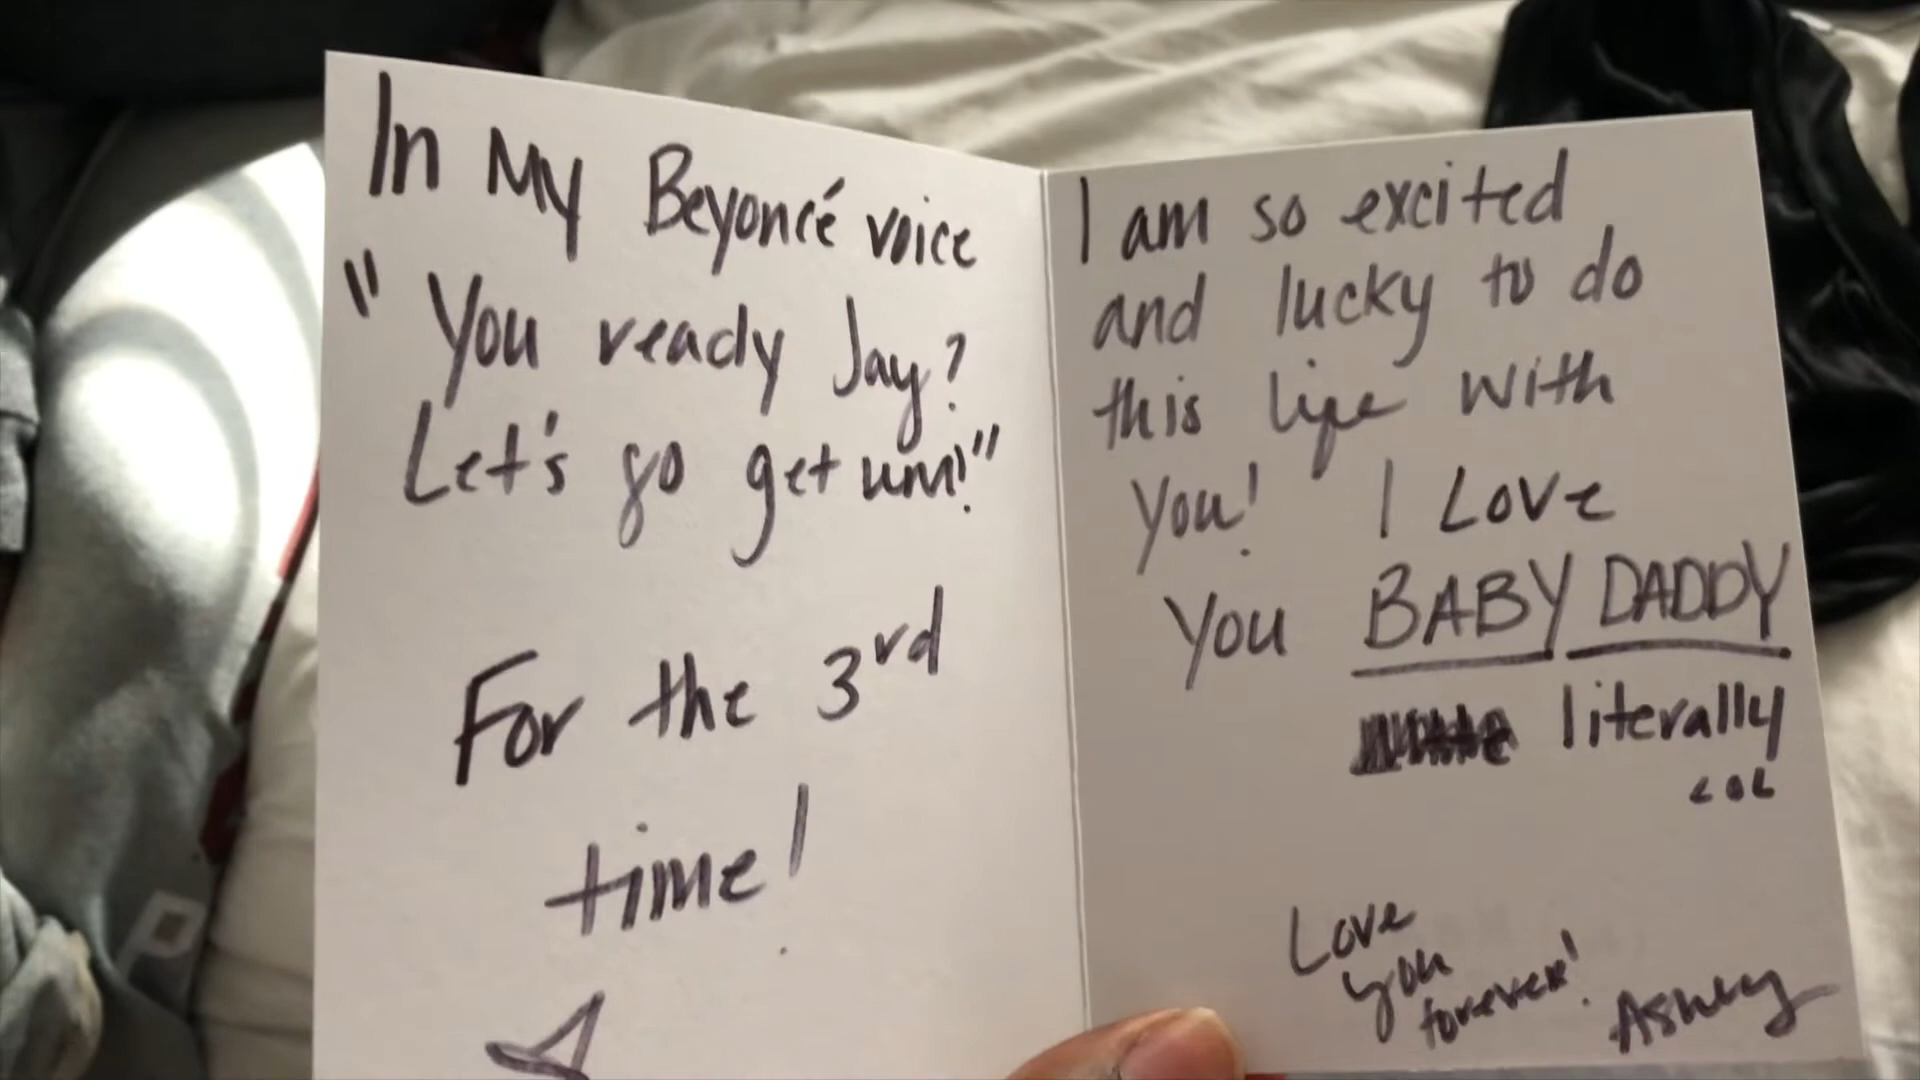 In My Beyoncé voice
" You ready Jay?
Let's go get um!"
For the 3rd
time!
I am so excited
and lucky to do
this life with
you! I Love
You BABY DADDY
literally
LOL
Love
you
forever!
Ashley
P